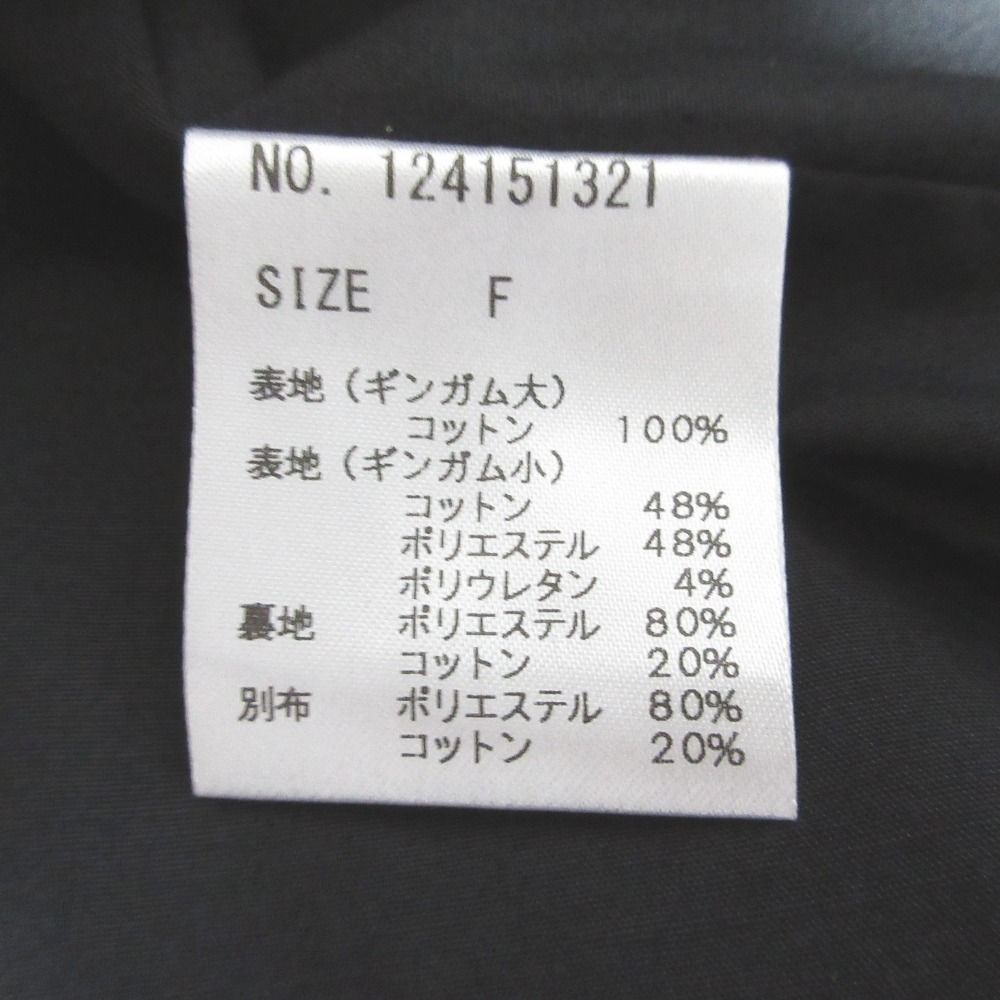 NO. 124151321
SIZE F
表地（ギンガム大）
コットン 100%
表地（ギンガム小）
コットン 48%
ポリエステル 48%
ポリウレタン 4%
裏地 ポリエステル 80%
コットン 20%
別布 ポリエステル 80%
コットン 20%